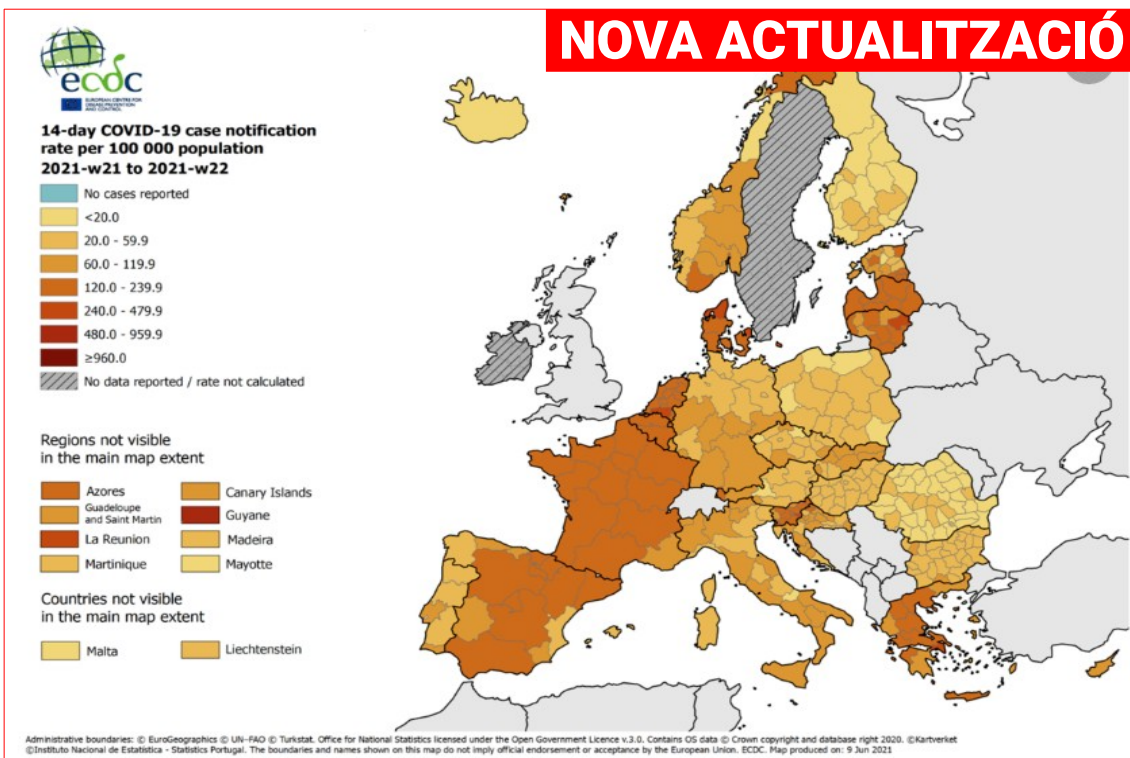 NOVA ACTUALITZACIÓ
ecdc
EUROPEAN CENTRE FOR
DISEASE PREVENTION
AND CONTROL
14-day COVID-19 case notification
rate per 100 000 population
2021-w21 to 2021-w22
No cases reported
<20.0
20.0 - 59.9
60.0 - 119.9
120.0 - 239.9
240.0 - 479.9
480.0 - 959.9
≥960.0
No data reported / rate not calculated
Regions not visible
in the main map extent
Azores
Canary Islands
Guadeloupe
and Saint Martin
Guyane
La Reunion
Madeira
Martinique
Mayotte
Countries not visible
in the main map extent
Malta
Liechtenstein
Administrative boundaries: © EuroGeographics © UN–FAO © Turkstat. Office for National Statistics licensed under the Open Government Licence v.3.0. Contains OS data © Crown copyright and database right 2020. ©Kartverket
©Instituto Nacional de Estatística - Statistics Portugal. The boundaries and names shown on this map do not imply official endorsement or acceptance by the European Union. ECDC. Map produced on: 9 Jun 2021